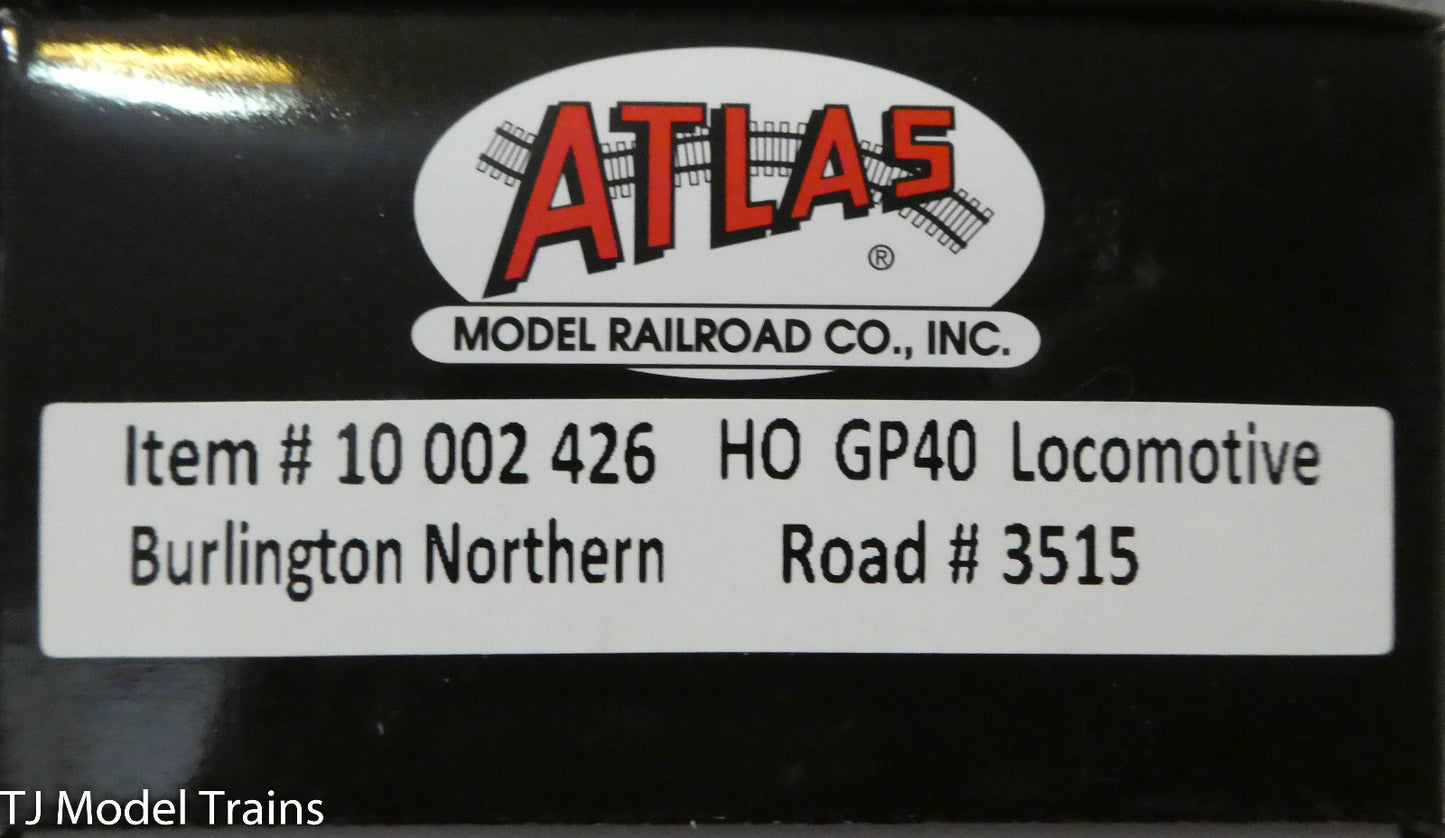 ATLAS
®
MODEL RAILROAD CO., INC.
Item # 10 002 426 HO GP40 Locomotive
Burlington Northern Road # 3515
TJ Model Trains